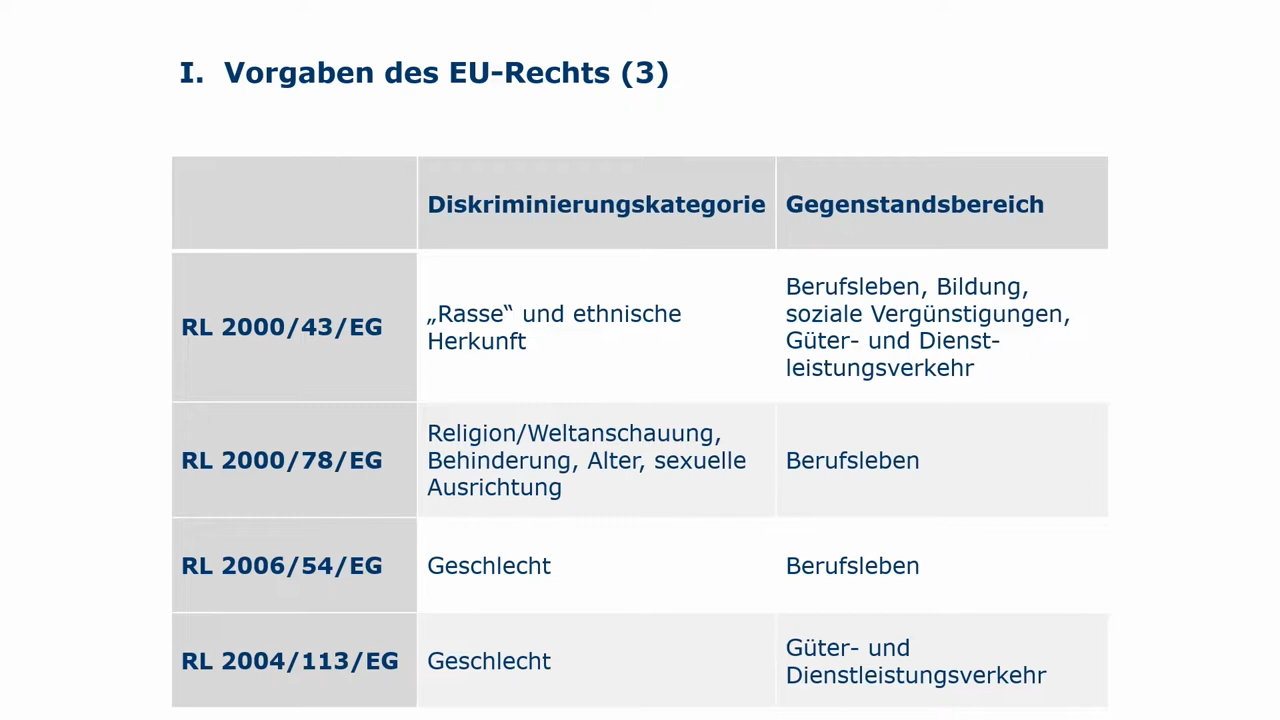 I. Vorgaben des EU-Rechts (3)
Diskriminierungskategorie
Gegenstandsbereich
RL 2000/43/EG
„Rasse“ und ethnische
Herkunft
Berufsleben, Bildung,
soziale Vergünstigungen,
Güter- und Dienst-
leistungsverkehr
RL 2000/78/EG
Religion/Weltanschauung,
Behinderung, Alter, sexuelle
Ausrichtung
Berufsleben
RL 2006/54/EG
Geschlecht
Berufsleben
RL 2004/113/EG
Geschlecht
Güter- und
Dienstleistungsverkehr